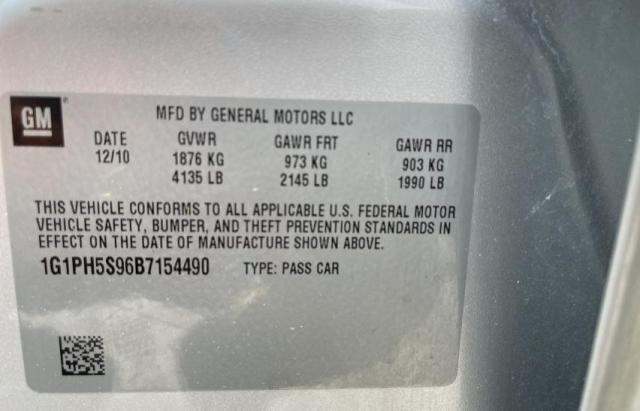 GM®
MFD BY GENERAL MOTORS LLC
DATE GVWR GAWR FRT GAWR RR
12/10 1876 KG 973 KG 903 KG
4135 LB 2145 LB 1990 LB
THIS VEHICLE CONFORMS TO ALL APPLICABLE U.S. FEDERAL MOTOR
VEHICLE SAFETY, BUMPER, AND THEFT PREVENTION STANDARDS IN
EFFECT ON THE DATE OF MANUFACTURE SHOWN ABOVE.
1G1PH5S96B7154490 TYPE: PASS CAR